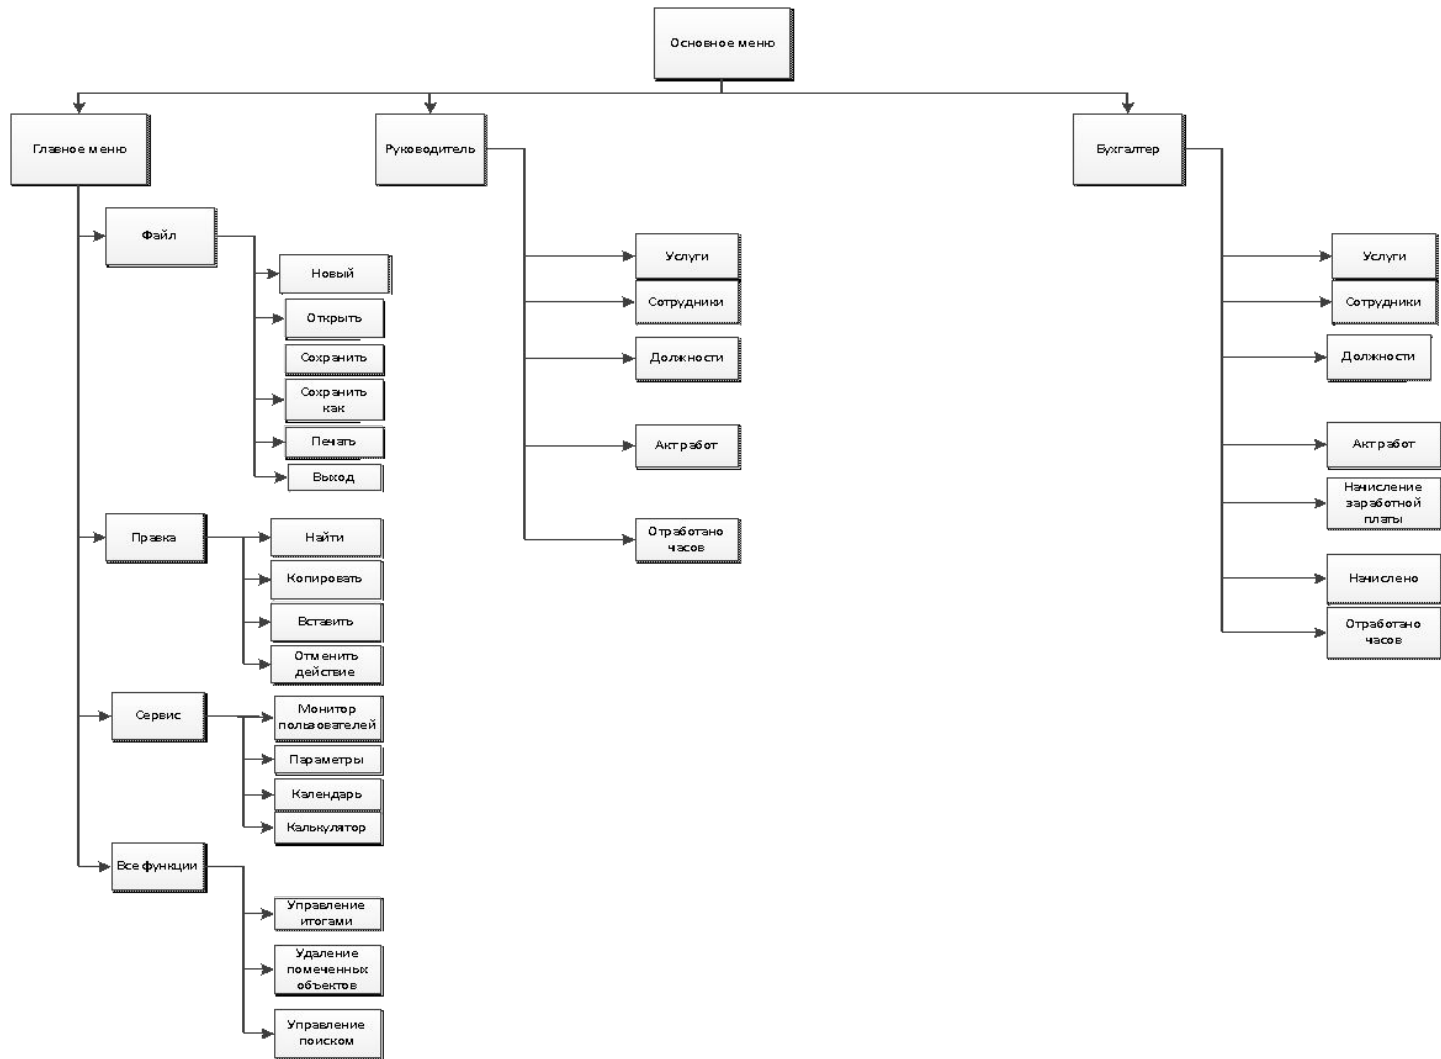 Основное меню
Главное меню
Файл
Новый
Открыть
Сохранить
Сохранить
как
Печать
Выход
Правка
Найти
Копировать
Вставить
Отменить
действие
Сервис
Монитор
пользователей
Параметры
Календарь
Калькулятор
Все функции
Управление
итогами
Удаление
помеченных
объектов
Управление
поиском
Руководитель
Услуги
Сотрудники
Должности
Акт работ
Отработано
часов
Бухгалтер
Услуги
Сотрудники
Должности
Акт работ
Начисление
заработной
платы
Начислено
Отработано
часов